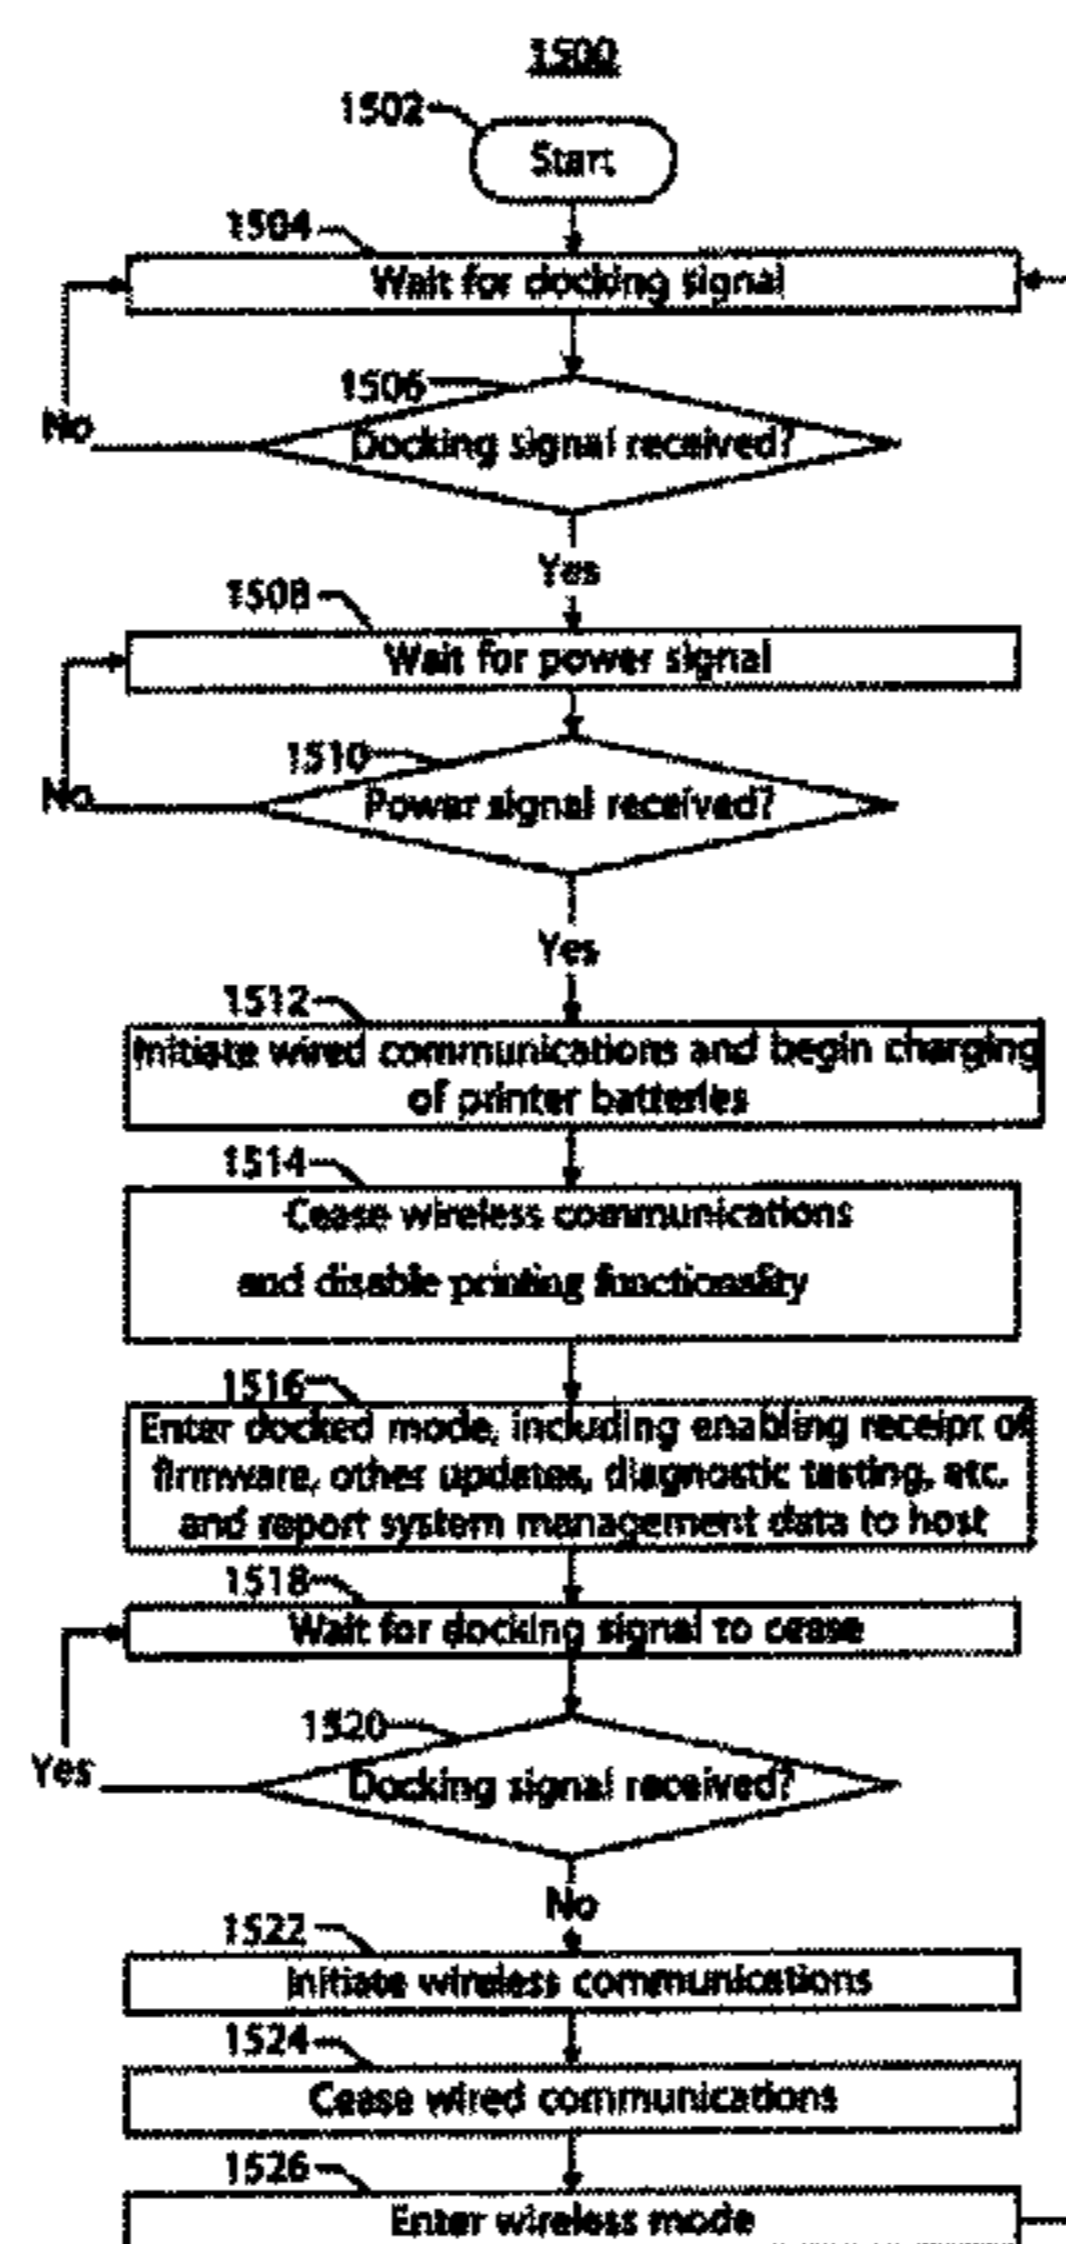 1500
1502
Start
1504
Wait for docking signal
1506
Docking signal received?
No
Yes
1508
Wait for power signal
1510
Power signal received?
No
Yes
1512
Initiate wired communications and begin charging
of printer batteries
1514
Cease wireless communications
and disable printing functionality
1516
Enter docked mode, including enabling receipt of
firmware, other updates, diagnostic testing, etc.
and report system management data to host
1518
Wait for docking signal to cease
1520
Docking signal received?
Yes
No
1522
Initiate wireless communications
1524
Cease wired communications
1526
Enter wireless mode